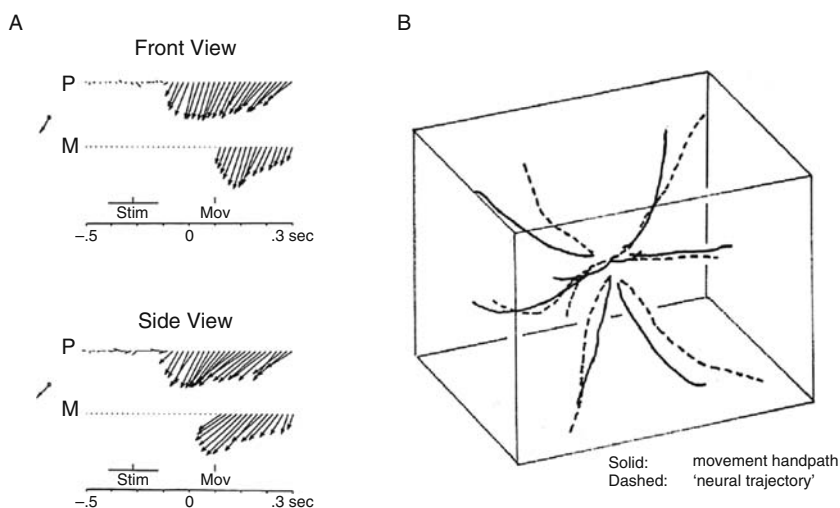 A
Front View
P
M
Stim
Mov
–.5
0
.3 sec
Side View
P
M
Stim
Mov
–.5
0
.3 sec
B
Solid: movement handpath
Dashed: 'neural trajectory'